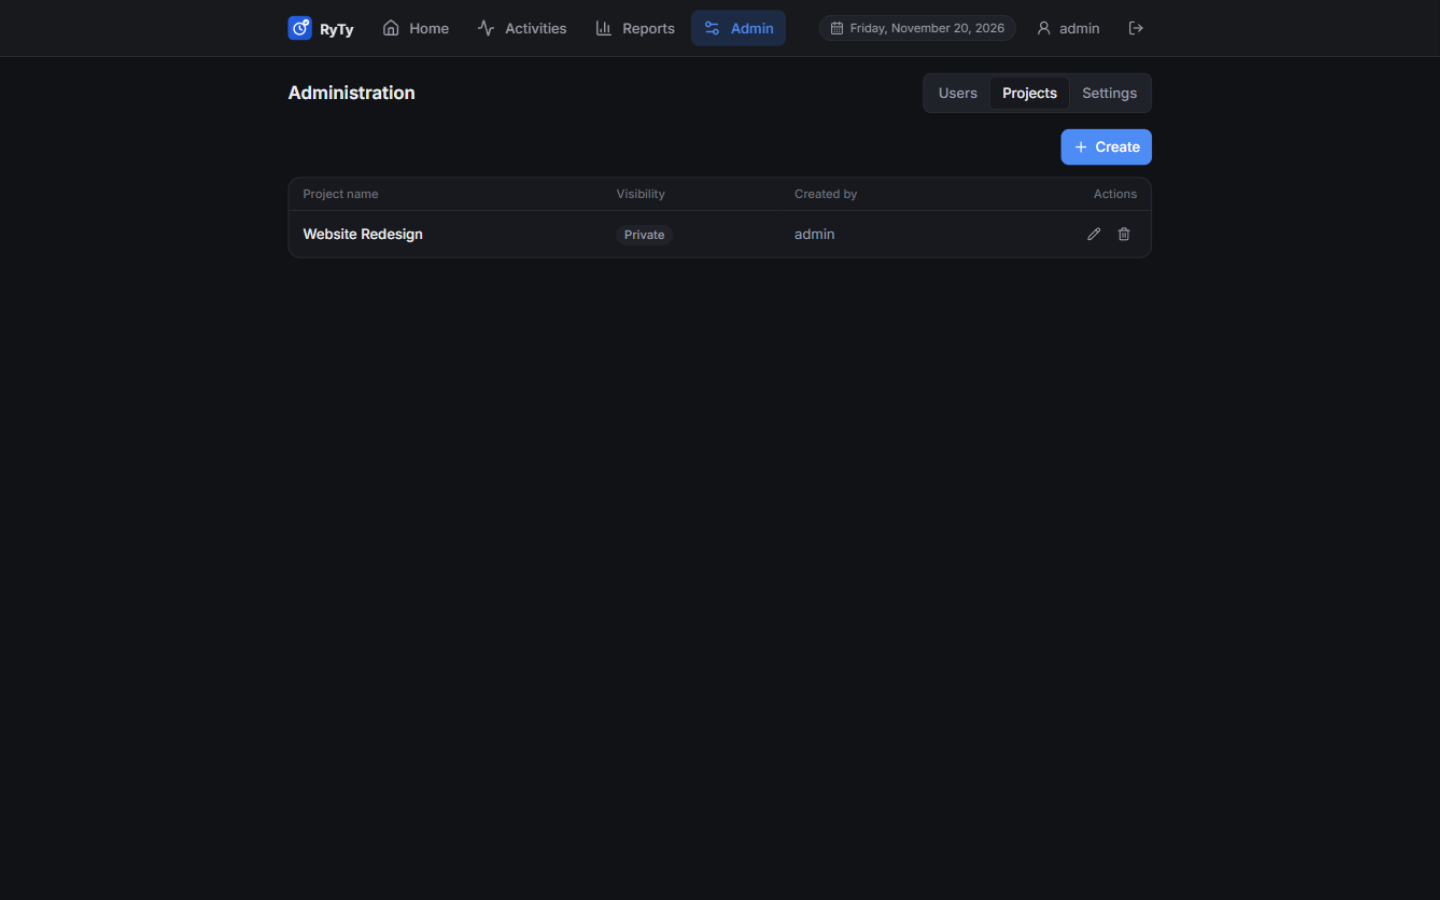 RyTy Home Activities Reports Admin Friday, November 20, 2026 admin
Administration Users Projects Settings
Create
Project name Visibility Created by Actions
Website Redesign Private admin